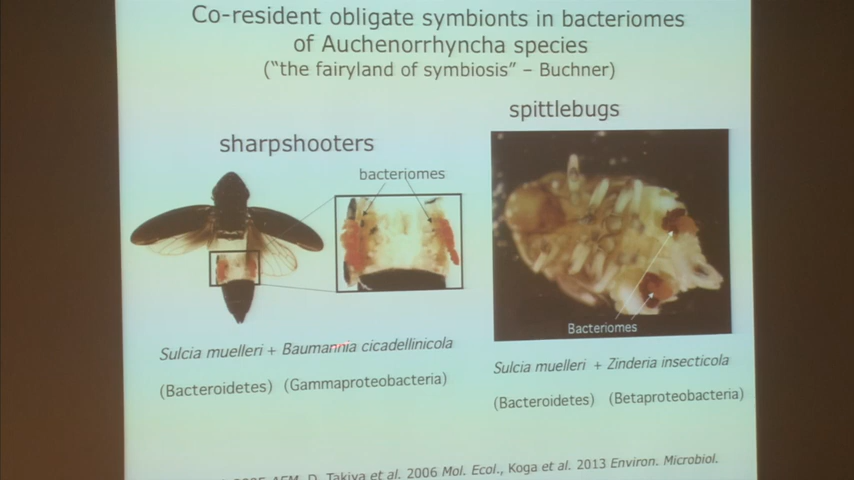 Co-resident obligate symbionts in bacteriomes
of Auchenorrhyncha species
("the fairyland of symbiosis" – Buchner)
spittlebugs
sharpshooters
bacteriomes
Bacteriomes
Sulcia muelleri + Baumannia cicadellinicola
(Bacteroidetes) (Gammaproteobacteria)
Sulcia muelleri + Zinderia insecticola
(Bacteroidetes) (Betaproteobacteria)
D. Takiya et al. 2006 Mol. Ecol., Koga et al. 2013 Environ. Microbiol.